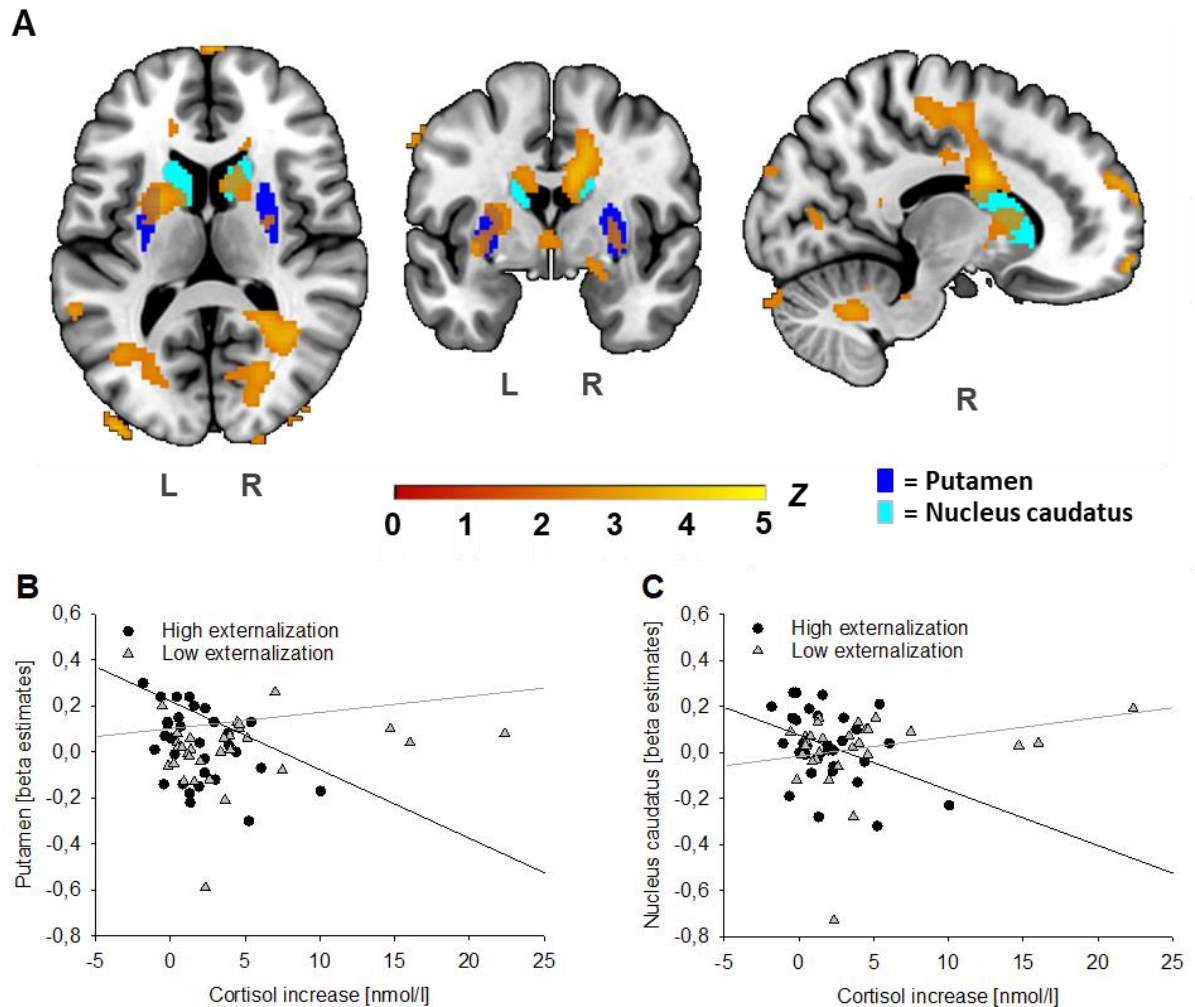 A
L R
R
L R
0 1 2 3 4 5 Z
= Putamen
= Nucleus caudatus
B
High externalization
Low externalization
Putamen [beta estimates]
0,6
0,4
0,2
0,0
-0,2
-0,4
-0,6
-0,8
-5 0 5 10 15 20 25
Cortisol increase [nmol/l]
C
High externalization
Low externalization
Nucleus caudatus [beta estimates]
0,6
0,4
0,2
0,0
-0,2
-0,4
-0,6
-0,8
-5 0 5 10 15 20 25
Cortisol increase [nmol/l]